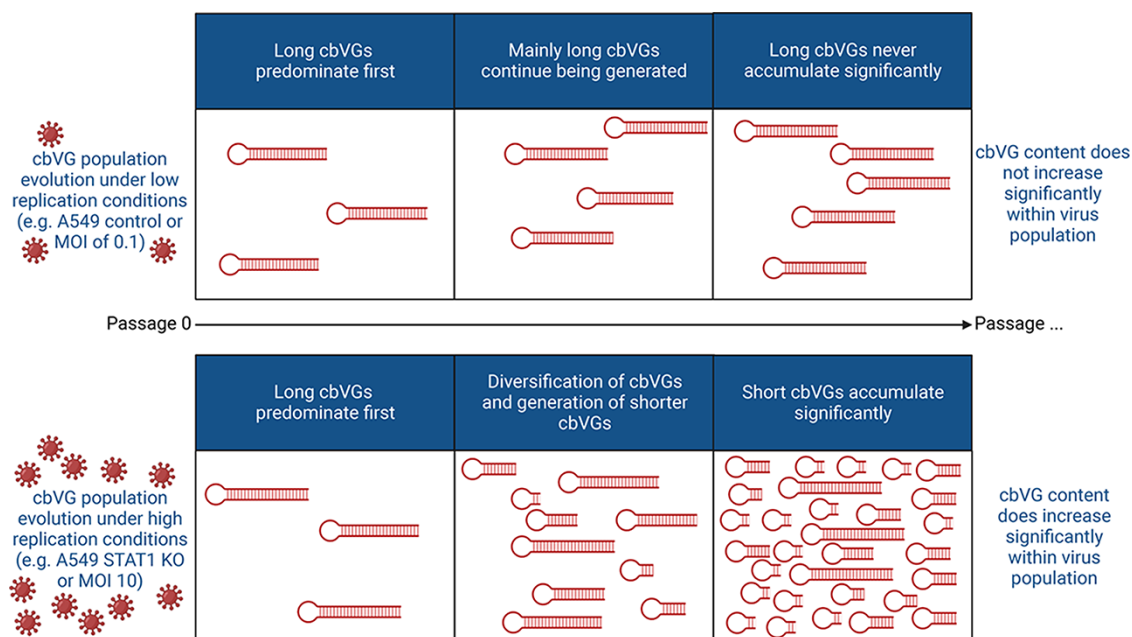 Long cbVGs
predominate first
Mainly long cbVGs
continue being generated
Long cbVGs never
accumulate significantly
cbVG population
evolution under low
replication conditions
(e.g. A549 control or
MOI of 0.1)
cbVG content does
not increase
significantly
within virus
population
Passage 0
Passage ...
Long cbVGs
predominate first
Diversification of cbVGs
and generation of shorter
cbVGs
Short cbVGs accumulate
significantly
cbVG population
evolution under high
replication conditions
(e.g. A549 STAT1 KO
or MOI 10)
cbVG content
does increase
significantly
within virus
population